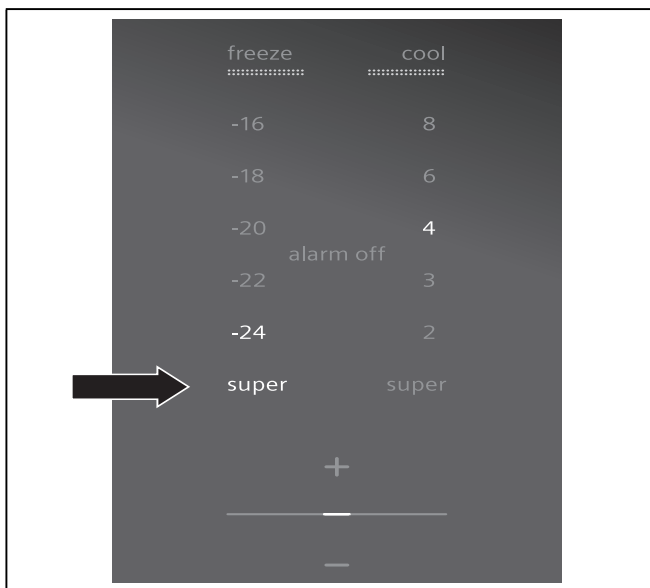 freeze cool
-16 8
-18 6
-20 4
alarm off
-22 3
-24 2
super super
+
−